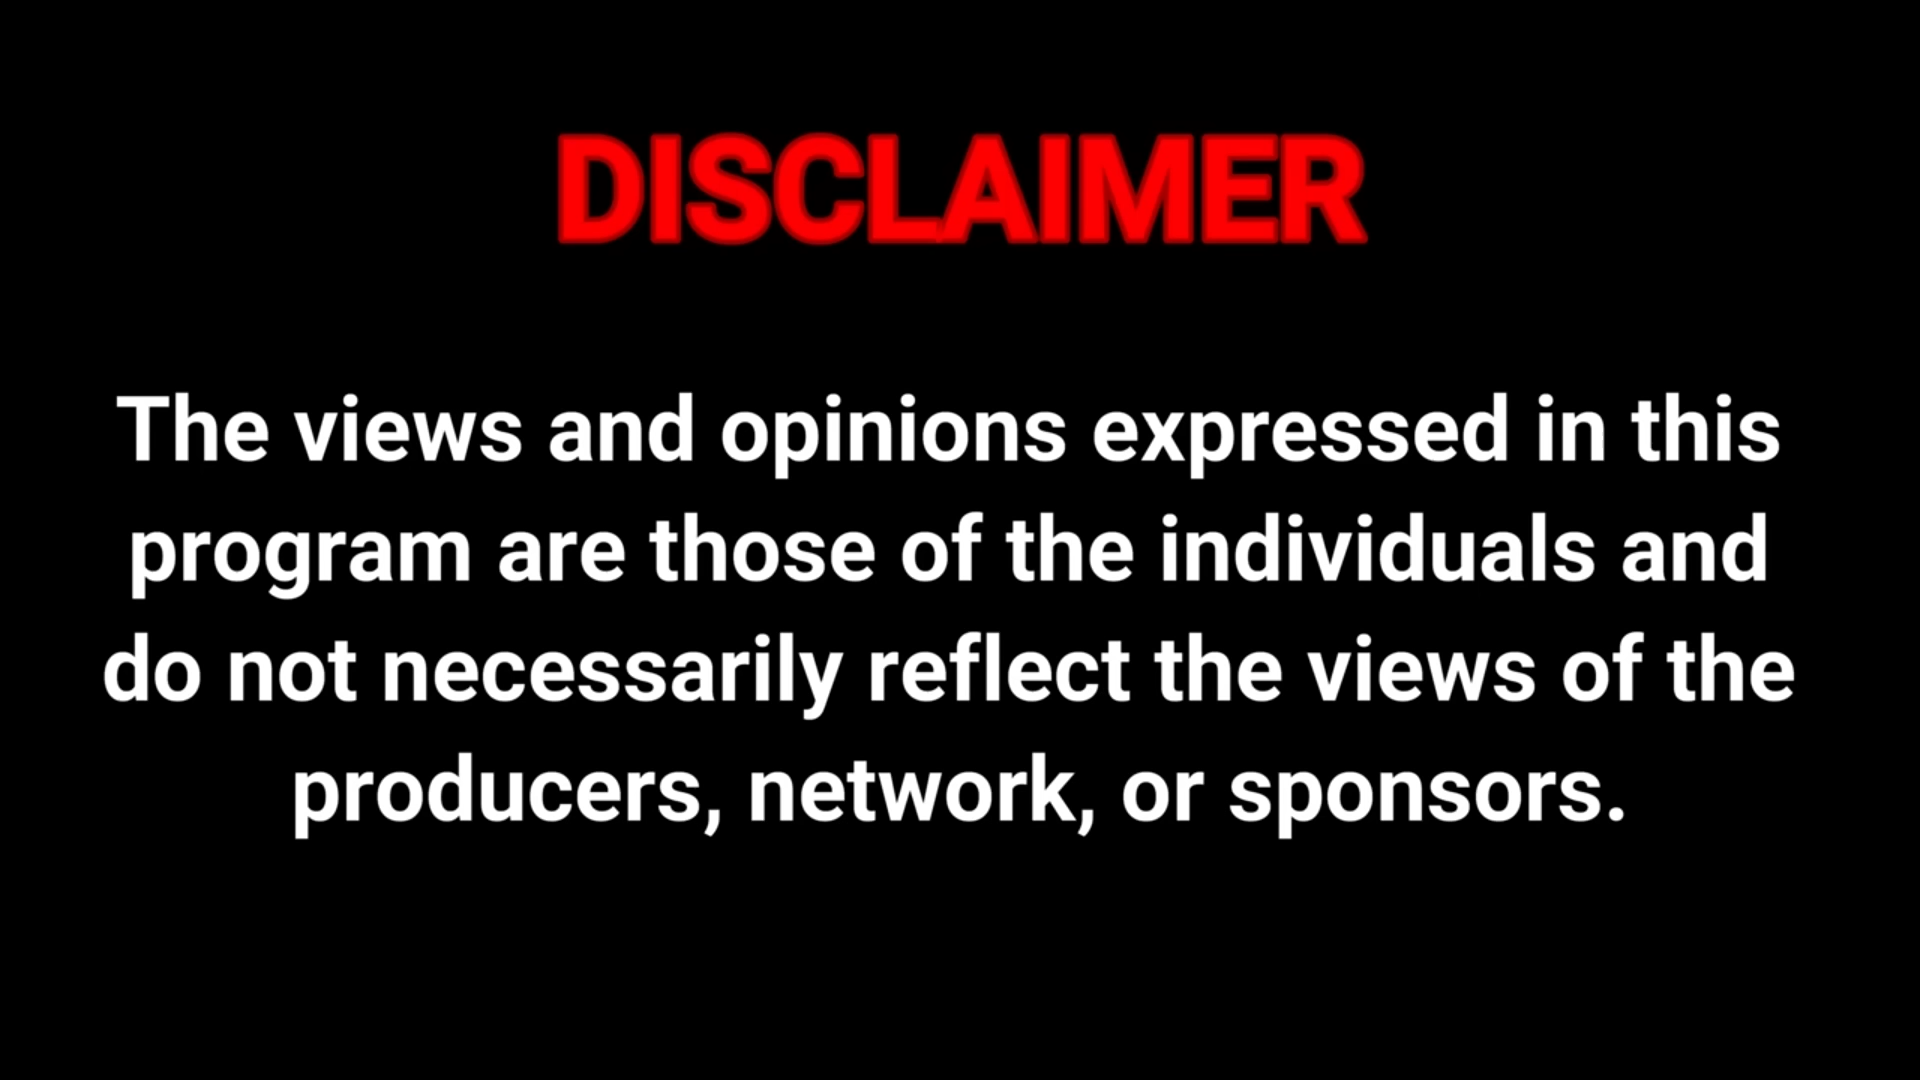 DISCLAIMER
The views and opinions expressed in this
program are those of the individuals and
do not necessarily reflect the views of the
producers, network, or sponsors.